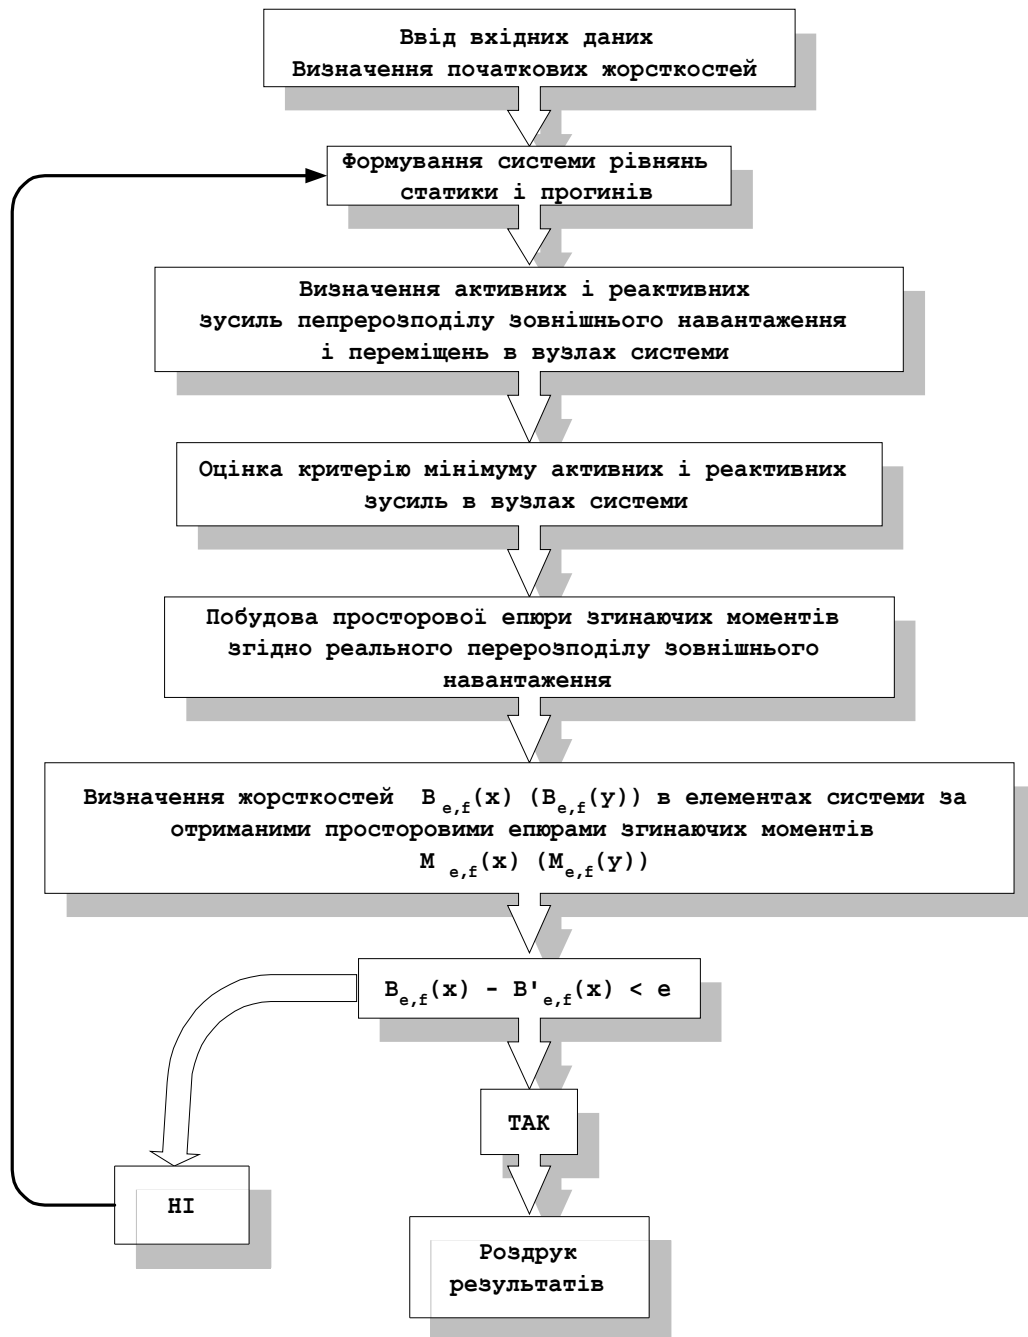 Ввід вхідних даних
Визначення початкових жорсткостей
Формування системи рівнянь
статики і прогинів
Визначення активних і реактивних
зусиль пепрерозподілу зовнішнього навантаження
і переміщень в вузлах системи
Оцінка критерію мінімуму активних і реактивних
зусиль в вузлах системи
Побудова просторової епюри згинаючих моментів
згідно реального перерозподілу зовнішнього
навантаження
Визначення жорсткостей B e,f(x) (Be,f(y)) в елементах системи за
отриманими просторовими епюрами згинаючих моментів
M e,f(x) (Me,f(y))
Be,f(x) - B'e,f(x) < e
ТАК
НІ
Роздрук
результатів